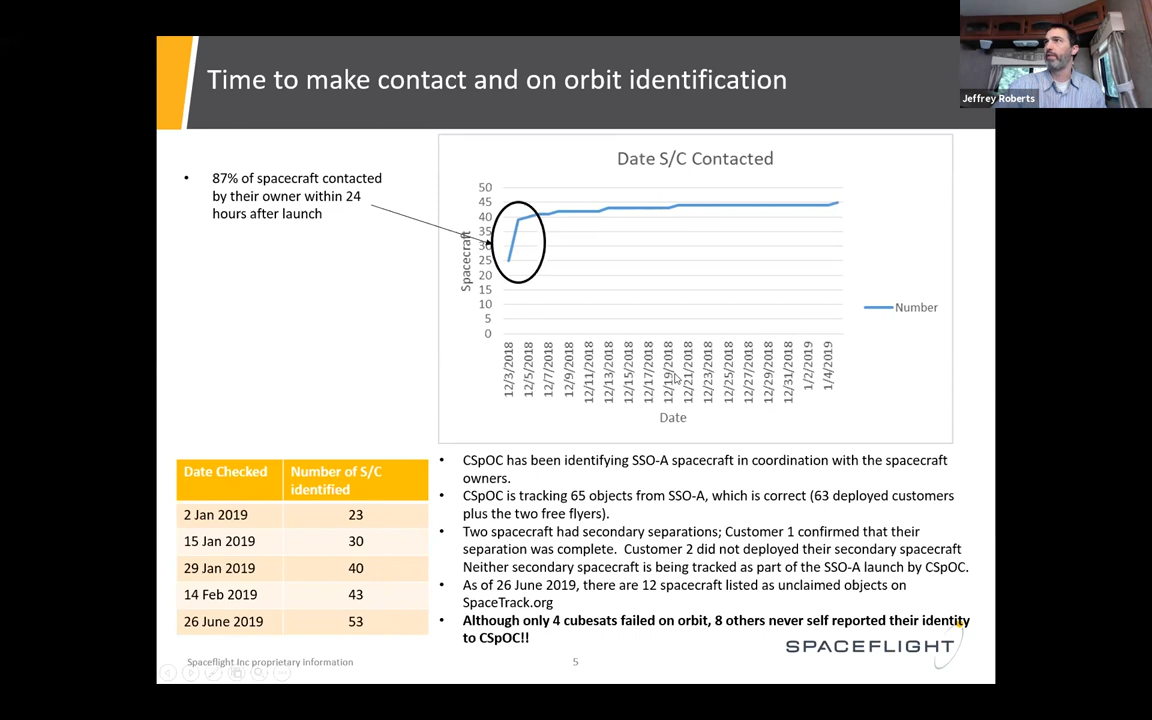 Time to make contact and on orbit identification
Jeffrey Roberts
• 87% of spacecraft contacted
by their owner within 24
hours after launch
Date S/C Contacted
50
45
40
35
30
25
20
15
10
5
0
Spacecraft
Number
12/3/2018
12/5/2018
12/7/2018
12/9/2018
12/11/2018
12/13/2018
12/15/2018
12/17/2018
12/19/2018
12/21/2018
12/23/2018
12/25/2018
12/27/2018
12/29/2018
12/31/2018
1/2/2019
1/4/2019
Date
Date Checked Number of S/C
identified
2 Jan 2019 23
15 Jan 2019 30
29 Jan 2019 40
14 Feb 2019 43
26 June 2019 53
• CSpOC has been identifying SSO-A spacecraft in coordination with the spacecraft
owners.
• CSpOC is tracking 65 objects from SSO-A, which is correct (63 deployed customers
plus the two free flyers).
• Two spacecraft had secondary separations; Customer 1 confirmed that their
separation was complete.  Customer 2 did not deployed their secondary spacecraft
Neither secondary spacecraft is being tracked as part of the SSO-A launch by CSpOC.
• As of 26 June 2019, there are 12 spacecraft listed as unclaimed objects on
SpaceTrack.org
• Although only 4 cubesats failed on orbit, 8 others never self reported their identity
to CSpOC!!
SPACEFLIGHT
Spaceflight Inc proprietary information
5